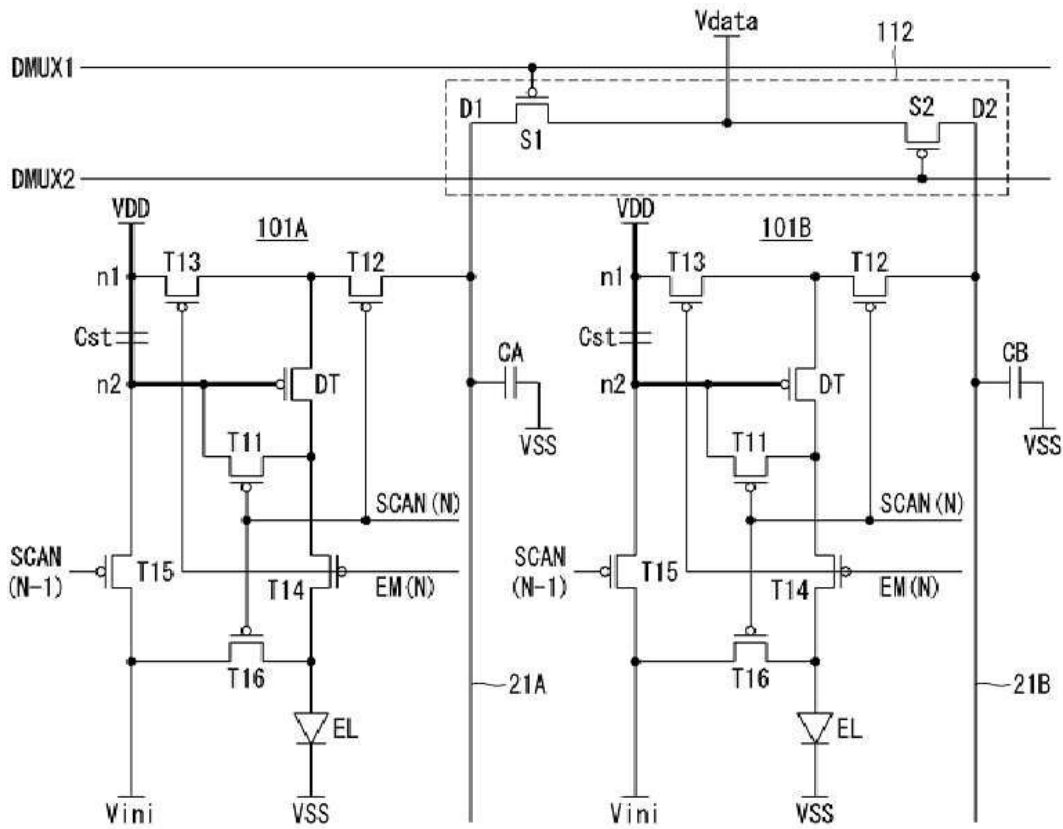 Vdata
112
DMUX1
D1
S1
S2
D2
DMUX2
VDD
101A
n1
T13
T12
Cst
n2
DT
CA
VSS
T11
SCAN(N)
SCAN
(N-1)
T15
T14
EM(N)
T16
21A
EL
Vini
VSS
VDD
101B
n1
T13
T12
Cst
n2
DT
CB
VSS
T11
SCAN(N)
SCAN
(N-1)
T15
T14
EM(N)
T16
21B
EL
Vini
VSS